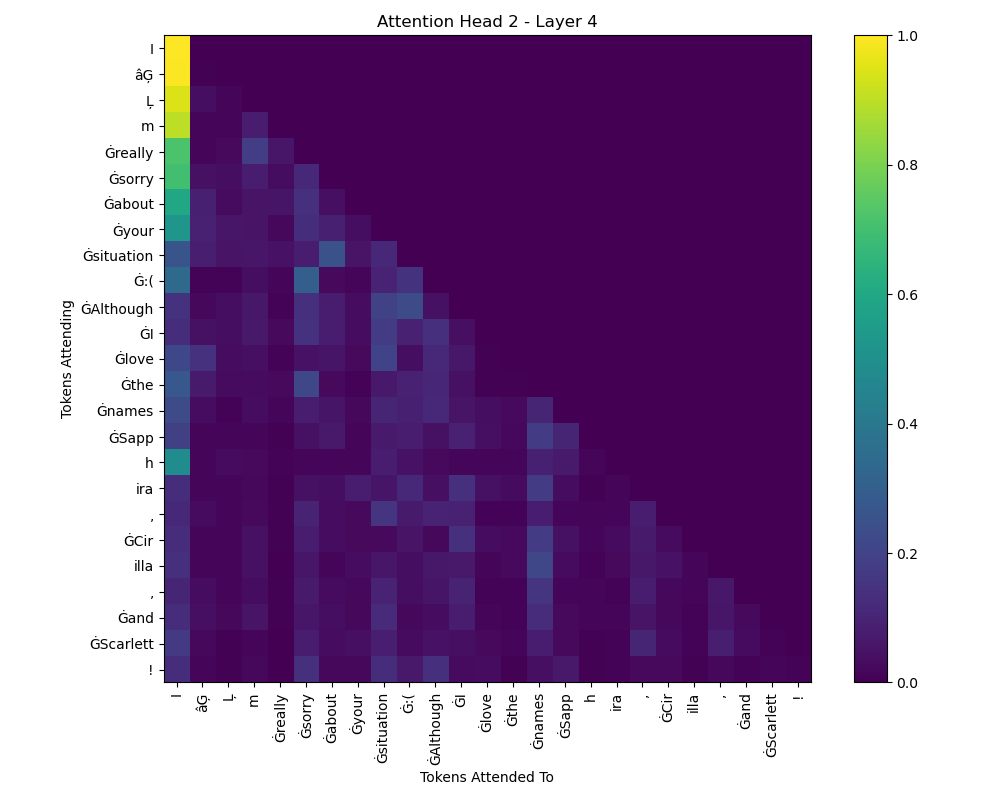 Attention Head 2 - Layer 4
I
âĢ
Ļ
m
Ġreally
Ġsorry
Ġabout
Ġyour
Ġsituation
Ġ:(
ĠAlthough
ĠI
Ġlove
Ġthe
Ġnames
ĠSapp
h
ira
,
ĠCir
illa
,
Ġand
ĠScarlett
!
Tokens Attending
I
âĢ
Ļ
m
Ġreally
Ġsorry
Ġabout
Ġyour
Ġsituation
Ġ:(
ĠAlthough
ĠI
Ġlove
Ġthe
Ġnames
ĠSapp
h
ira
,
ĠCir
illa
,
Ġand
ĠScarlett
!
Tokens Attended To
1.0
0.8
0.6
0.4
0.2
0.0